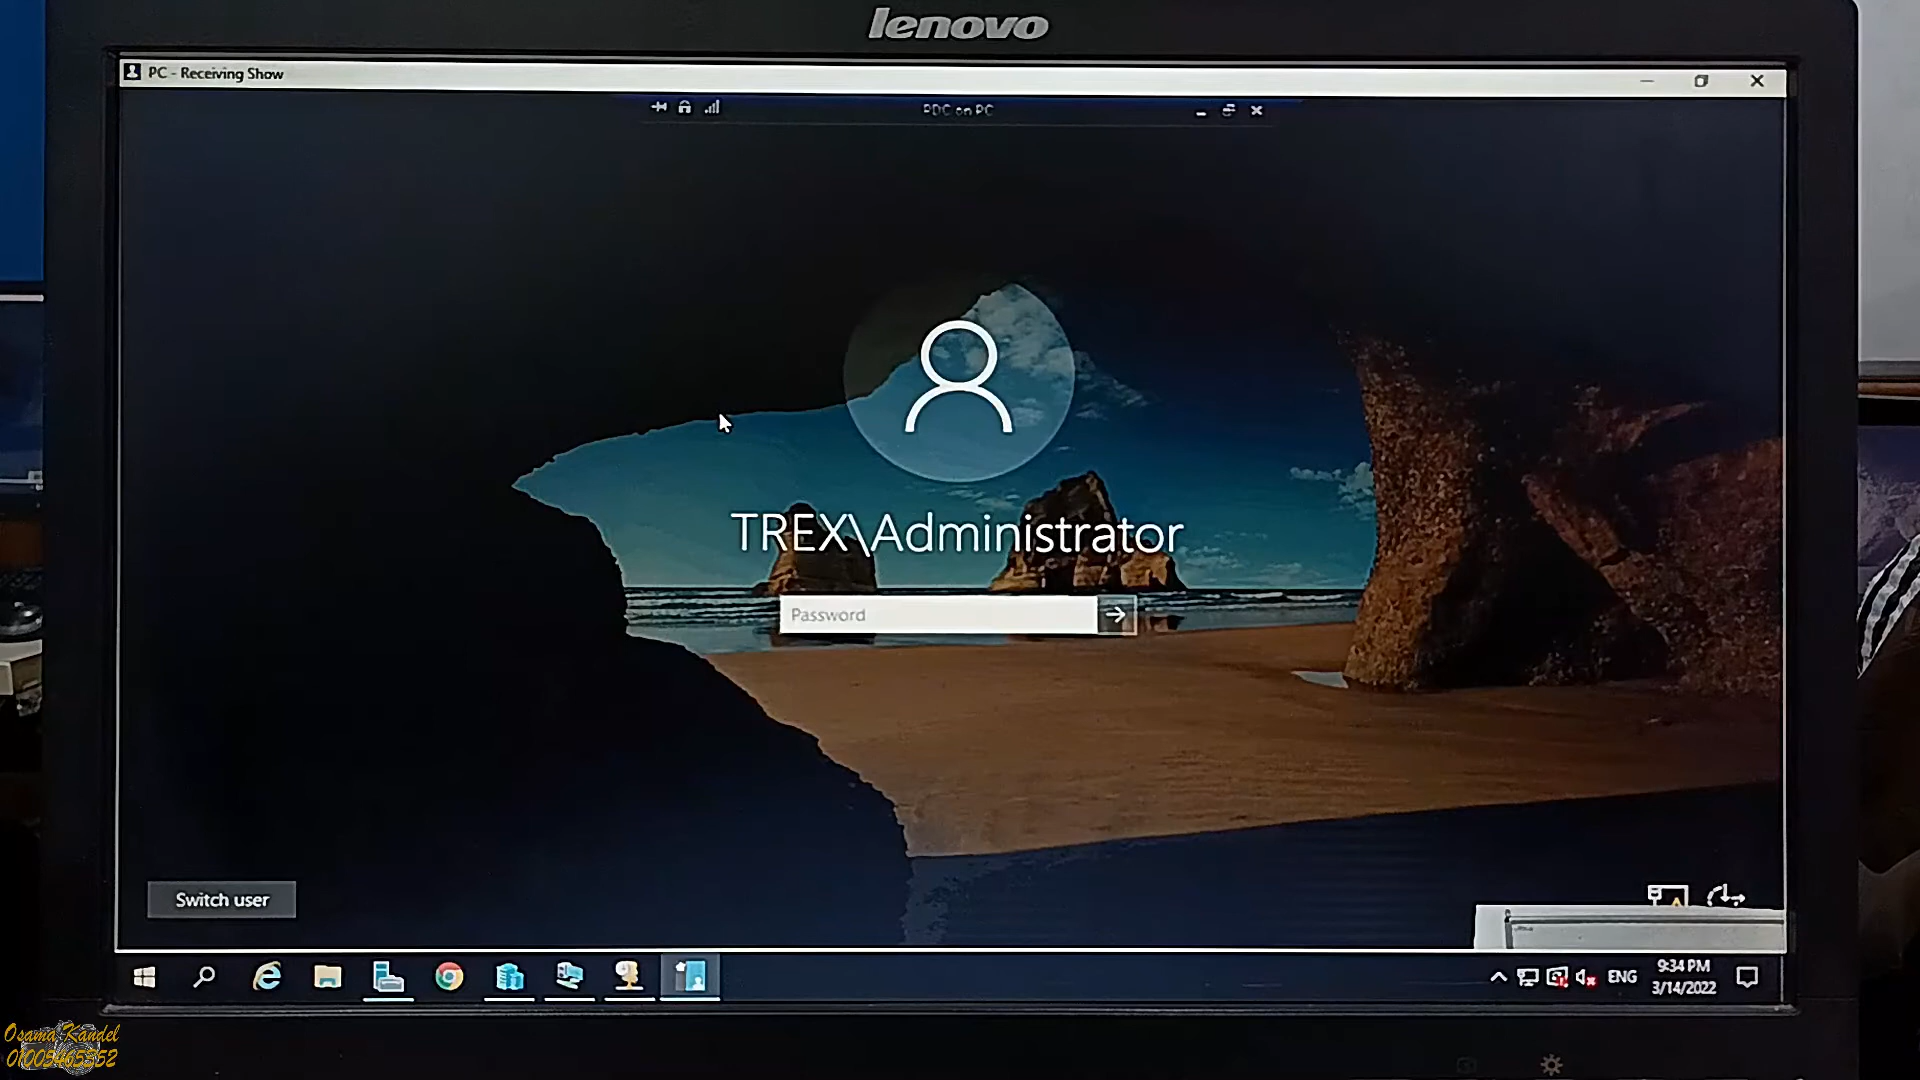 lenovo
PC - Receiving Show
PDC on PC
TREX\Administrator
Password
Switch user
ENG
9:34 PM
3/14/2022
Osama Kandel